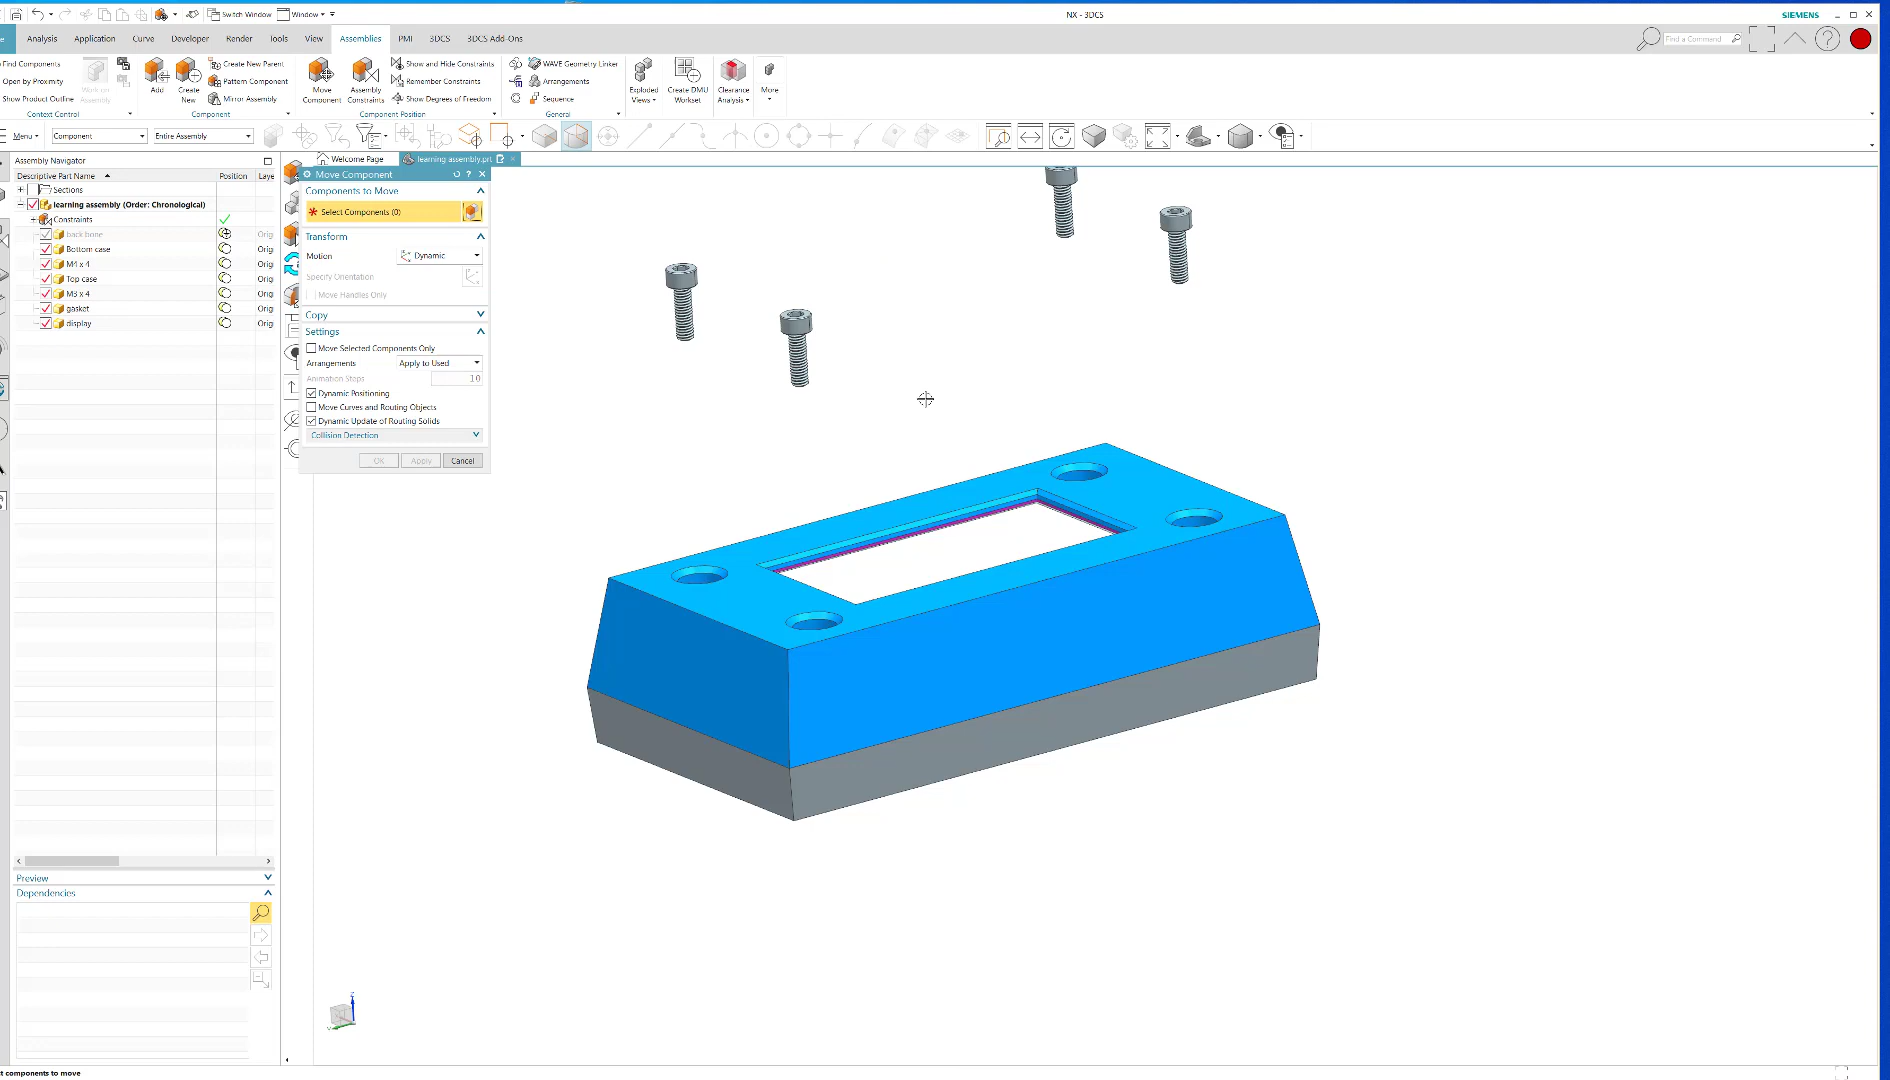 Switch Window
Window
NX - 3DCS
SIEMENS
Analysis
Application
Curve
Developer
Render
Tools
View
Assemblies
PMI
3DCS
3DCS Add-Ons
Find a Command
Find Components
Open by Proximity
Show Product Outline
Work on Assembly
Context Control
Add
Create New
Create New Parent
Pattern Component
Mirror Assembly
Component
Move Component
Assembly Constraints
Show and Hide Constraints
Remember Constraints
Show Degrees of Freedom
Component Position
WAVE Geometry Linker
Arrangements
Sequence
General
Exploded Views
Create DMU Workset
Clearance Analysis
More
Menu
Component
Entire Assembly
Assembly Navigator
Welcome Page
learning assembly.prt
Descriptive Part Name
Position
Laye
Sections
learning assembly (Order: Chronological)
Constraints
back bone
Orig
Bottom case
Orig
M4 x 4
Orig
Top case
Orig
M3 x 4
Orig
gasket
Orig
display
Orig
Move Component
Components to Move
* Select Components (0)
Transform
Motion
Dynamic
Specify Orientation
Move Handles Only
Copy
Settings
Move Selected Components Only
Arrangements
Apply to Used
Animation Steps
10
Dynamic Positioning
Move Curves and Routing Objects
Dynamic Update of Routing Solids
Collision Detection
OK
Apply
Cancel
Preview
Dependencies
Z
Y
ct components to move